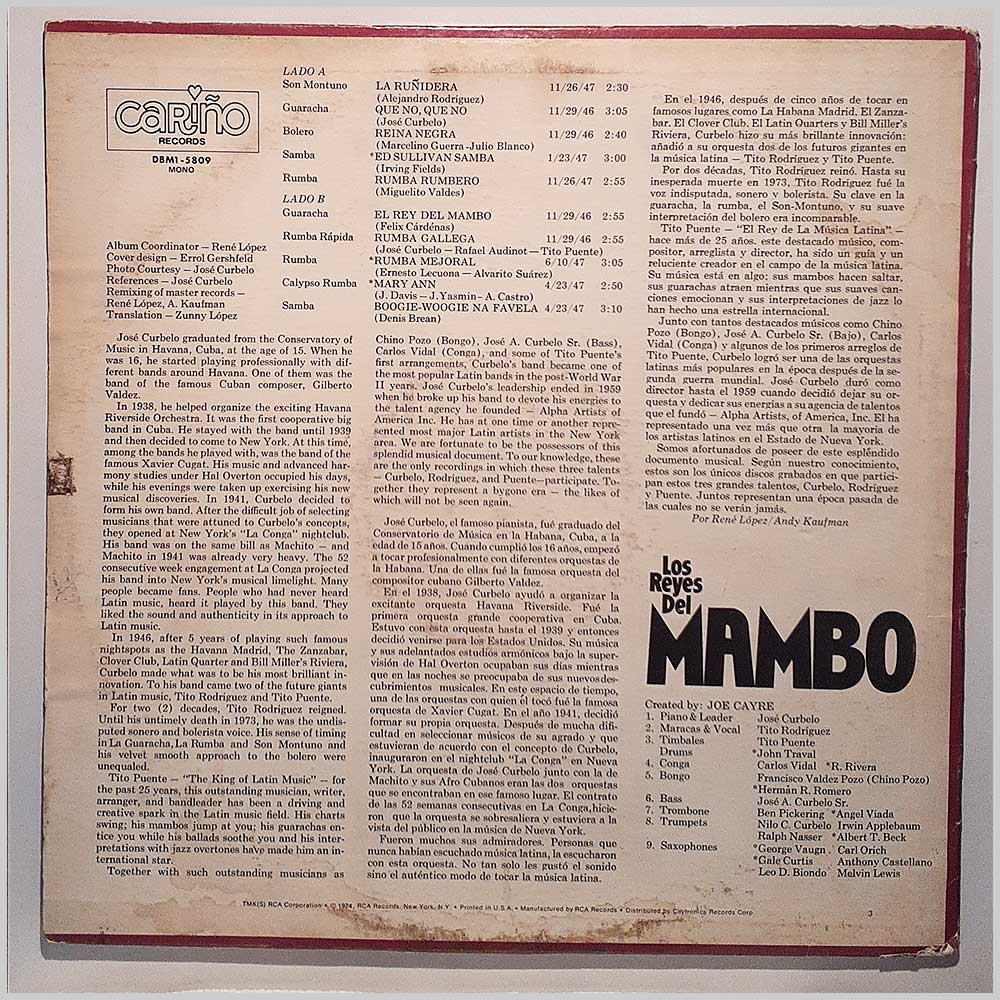 CARIÑO
RECORDS
DBM1-5809
MONO
LADO A
Son Montuno LA RUÑIDERA 11/26/47 2:30
(Alejandro Rodríguez)
Guaracha QUE NO, QUE NO 11/29/46 3:05
(José Curbelo)
Bolero REINA NEGRA 11/29/46 2:40
(Marcelino Guerra-Julio Blanco)
Samba *ED SULLIVAN SAMBA 1/23/47 3:00
(Irving Fields)
Rumba RUMBA RUMBERO 11/26/47 2:55
(Miguelito Valdes)
LADO B
Guaracha EL REY DEL MAMBO 11/29/46 2:55
(Felix Cárdénas)
Rumba Rápida RUMBA GALLEGA 11/29/46 2:55
(José Curbelo – Rafael Audinot – Tito Puente)
Rumba *RUMBA MEJORAL 6/10/47 3:05
(Ernesto Lecuona – Alvarito Suárez)
Calypso Rumba *MARY ANN 4/23/47 2:50
(J. Davis – J. Yasmin – A. Castro)
Samba BOOGIE-WOOGIE NA FAVELA 4/23/47 3:10
(Denis Brean)
Album Coordinator – René López
Cover design – Errol Gershfeld
Photo Courtesy – José Curbelo
References – José Curbelo
Remixing of master records –
René López, A. Kaufman
Translation – Zunny López
José Curbelo graduated from the Conservatory of
Music in Havana, Cuba, at the age of 15. When he
was 16, he started playing professionally with dif-
ferent bands around Havana. One of them was the
band of the famous Cuban composer, Gilberto
Valdez.
In 1938, he helped organize the exciting Havana
Riverside Orchestra. It was the first cooperative big
band in Cuba. He stayed with the band until 1939
and then decided to come to New York. At this time,
among the bands he played with, was the band of the
famous Xavier Cugat. His music and advanced har-
mony studies under Hal Overton occupied his days,
while his evenings were taken up exercising his new
musical discoveries. In 1941, Curbelo decided to
form his own band. After the difficult job of selecting
musicians that were attuned to Curbelo's concepts,
they opened at New York's "La Conga" nightclub.
His band was on the same bill as Machito – and
Machito in 1941 was already very heavy. The 52
consecutive week engagement at La Conga projected
his band into New York's musical limelight. Many
people became fans. People who had never heard
Latin music, heard it played by this band. They
liked the sound and authenticity in its approach to
Latin music.
In 1946, after 5 years of playing such famous
nightspots as the Havana Madrid, The Zanzabar,
Clover Club, Latin Quarter and Bill Miller's Riviera,
Curbelo made what was to be his most brilliant in-
novation. To his band came two of the future giants
in Latin music, Tito Rodríguez and Tito Puente.
For two (2) decades, Tito Rodríguez reigned.
Until his untimely death in 1973, he was the undis-
puted sonero and bolerista voice. His sense of timing
in La Guaracha, La Rumba and Son Montuno and
his velvet smooth approach to the bolero were
unequaled.
Tito Puente – "The King of Latin Music" – for
the past 25 years, this outstanding musician, writer,
arranger, and bandleader has been a driving and
creative spark in the Latin music field. His charts
swing; his mambos jump at you; his guarachas en-
tice you while his ballads soothe you and his inter-
pretations with jazz overtones have made him an in-
ternational star.
Together with such outstanding musicians as
Chino Pozo (Bongo), José A. Curbelo Sr. (Bass),
Carlos Vidal (Conga), and some of Tito Puente's
first arrangements, Curbelo's band became one of
the most popular Latin bands in the post-World War
II years. José Curbelo's leadership ended in 1959
when he broke up his band to devote his energies to
the talent agency he founded – Alpha Artists of
America Inc. He has at one time or another repre-
sented most major Latin artists in the New York
area. We are fortunate to be the possessors of this
splendid musical document. To our knowledge, these
are the only recordings in which these three talents
– Curbelo, Rodríguez, and Puente–participate. To-
gether they represent a bygone era – the likes of
which will not be seen again.
José Curbelo, el famoso pianista, fué graduado del
Conservatorio de Música en la Habana, Cuba, a la
edad de 15 años. Cuando cumplió los 16 años, empezó
a tocar profesionalmente con diferentes orquestas de
la Habana. Una de ellas fué la famosa orquesta del
compositor cubano Gilberto Valdez.
En el 1938, José Curbelo ayudó a organizar la
excitante orquesta Havana Riverside. Fué la
primera orquesta grande cooperativa en Cuba.
Estuvo con ésta orquesta hasta el 1939 y entonces
decidió venirse para los Estados Unidos. Su música
y sus adelantados estudios armónicos bajo la super-
visión de Hal Overton ocupaban sus días mientras
que en las noches se preocupaba de sus nuevos des-
cubrimientos musicales. En este espacio de tiempo,
una de las orquestas con quien él tocó fué la famosa
orquesta de Xavier Cugat. En el año 1941, decidió
formar su propia orquesta. Después de mucha difi-
cultad en seleccionar músicos de su agrado y que
estuvieran de acuerdo con el concepto de Curbelo,
inauguraron en el nightclub "La Conga" en Nueva
York. La orquesta de José Curbelo junto con la de
Machito y sus Afro Cubanos eran las dos orquestas
que se encontraban en ese famoso lugar. El contrato
de las 52 semanas consecutivas en La Conga, hicie-
ron que la orquesta se sobresaliera y estuviera a la
vista del público en la música de Nueva York.
Fueron muchos sus admiradores. Personas que
nunca habían escuchado música latina, la escucharon
con esta orquesta. No tan solo les gustó el sonido
sino el auténtico modo de tocar la música latina.
En el 1946, después de cinco años de tocar en
famosos lugares como La Habana Madrid. El Zanza-
bar. El Clover Club. El Latin Quarters y Bill Miller's
Riviera, Curbelo hizo su más brillante innovación:
añadió a su orquesta dos de los futuros gigantes en
la música latina – Tito Rodríguez y Tito Puente.
Por dos décadas, Tito Rodríguez reinó. Hasta su
inesperada muerte en 1973, Tito Rodríguez fué la
voz indisputada, sonero y bolerista. Su clave en la
guaracha, la rumba, el Son-Montuno, y su suave
interpretación del bolero era incomparable.
Tito Puente – "El Rey de La Música Latina" –
hace más de 25 años. este destacado músico, com-
positor, arreglista y director, ha sido un guía y un
reluciente creador en el campo de la música latina.
Su música está en algo; sus mambos hacen saltar,
sus guarachas atraen mientras que sus suaves can-
ciones emocionan y sus interpretaciones de jazz lo
han hecho una estrella internacional.
Junto con tantos destacados músicos como Chino
Pozo (Bongo), José A. Curbelo Sr. (Bajo), Carlos
Vidal (Conga) y algunos de los primeros arreglos de
Tito Puente, Curbelo logró ser una de las orquestas
latinas más populares en la época después de la se-
gunda guerra mundial. José Curbelo duró como
director hasta el 1959 cuando decidió dejar su or-
questa y dedicar sus energías a su agencia de talentos
que el fundó – Alpha Artists, of America, Inc. El ha
representado una vez más que otra la mayoria de
los artistas latinos en el Estado de Nueva York.
Somos afortunados de poseer de este espléndido
documento musical. Según nuestro conocimiento,
estos son los únicos discos grabados en que partici-
pan estos tres grandes talentos, Curbelo, Rodríguez
y Puente. Juntos representan una época pasada de
las cuales no se verán jamás.
Por René López/Andy Kaufman
Los
Reyes
Del
MAMBO
Created by: JOE CAYRE
1. Piano & Leader José Curbelo
2. Maracas & Vocal Tito Rodríguez
3. Timbales Tito Puente
Drums *John Traval
4. Conga Carlos Vidal *R. Rivera
5. Bongo Francisco Valdez Pozo (Chino Pozo)
*Hermán R. Romero
6. Bass José A. Curbelo Sr.
7. Trombone Ben Pickering *Angel Viada
8. Trumpets Nilo C. Curbelo Irwin Applebaum
Ralph Nasser *Albert T. Beck
9. Saxophones *George Vaugn Carl Orich
*Gale Curtis Anthony Castellano
Leo D. Biondo Melvin Lewis
TMK(S) RCA Corporation • ℗ 1974, RCA Records, New York, N.Y. • Printed in U.S.A. • Manufactured by RCA Records • Distributed by Caytronics Records Corp.
3